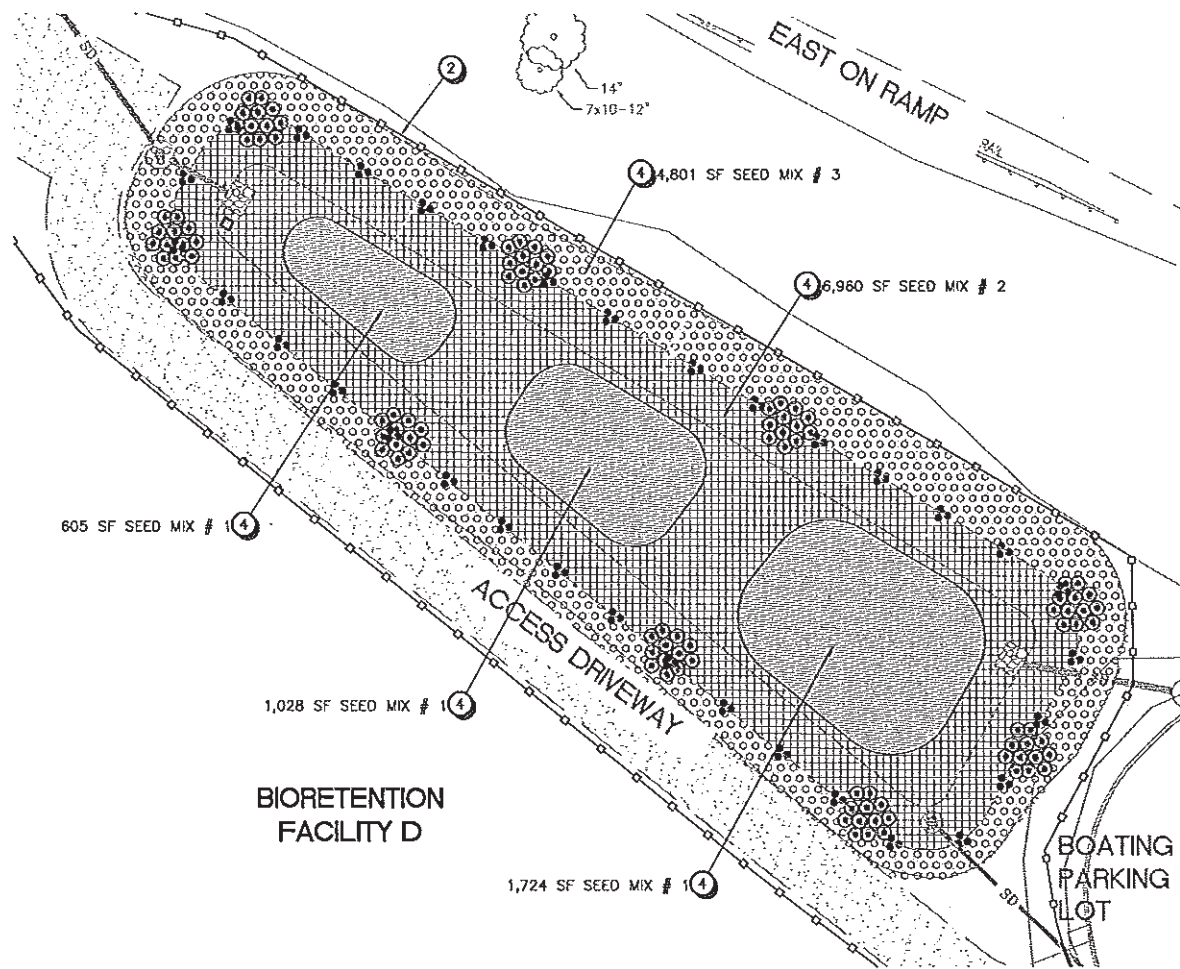 SD
2
EAST ON RAMP
14"
7x10-12"
RAIL
4 4,801 SF SEED MIX # 3
4 6,960 SF SEED MIX # 2
605 SF SEED MIX # 1 4
ACCESS DRIVEWAY
1,028 SF SEED MIX # 1 4
BIORETENTION
FACILITY D
1,724 SF SEED MIX # 1 4
SD
BOATING
PARKING
LOT